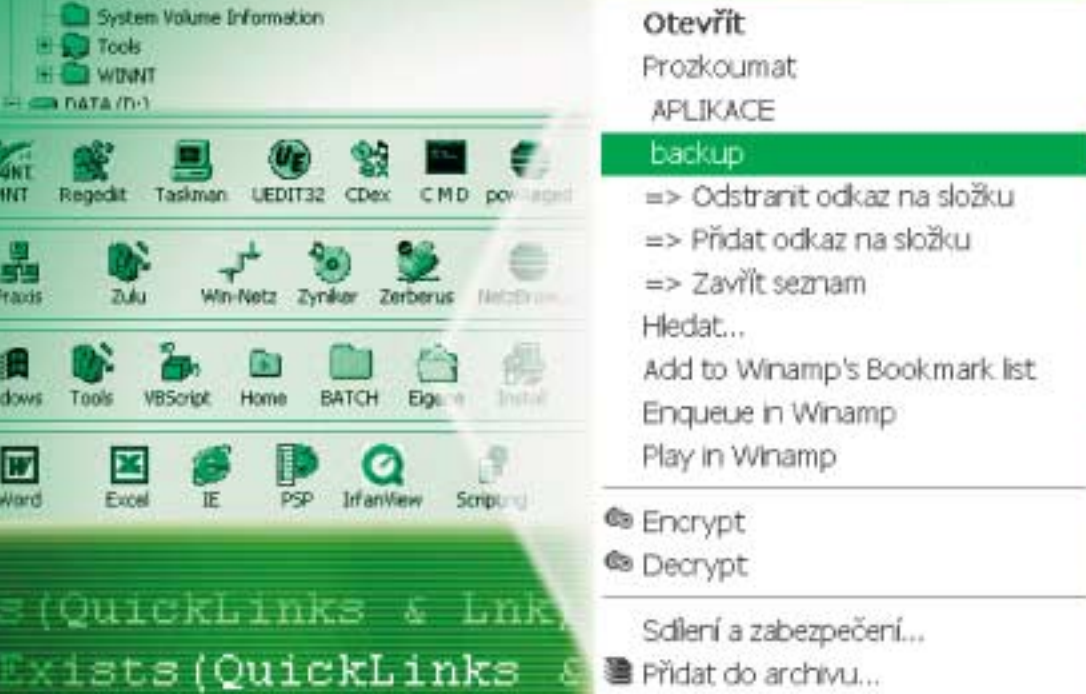 System Volume Information
Tools
WINNT
DATA (D:)
4NT
Regedit Taskman UEDIT32 CDex CMD
Zulu Win-Netz Zyniker Zerberus
Tools VBScript Home BATCH
Word Excel IE PSP IrfanView Scripting
s(QuickLinks & Lnk,
Exists(QuickLinks &
Otevřít
Prozkoumat
APLIKACE
backup
=> Odstranit odkaz na složku
=> Přidat odkaz na složku
=> Zavřít seznam
Hledat...
Add to Winamp's Bookmark list
Enqueue in Winamp
Play in Winamp
Encrypt
Decrypt
Sdílení a zabezpečení...
Přidat do archivu...